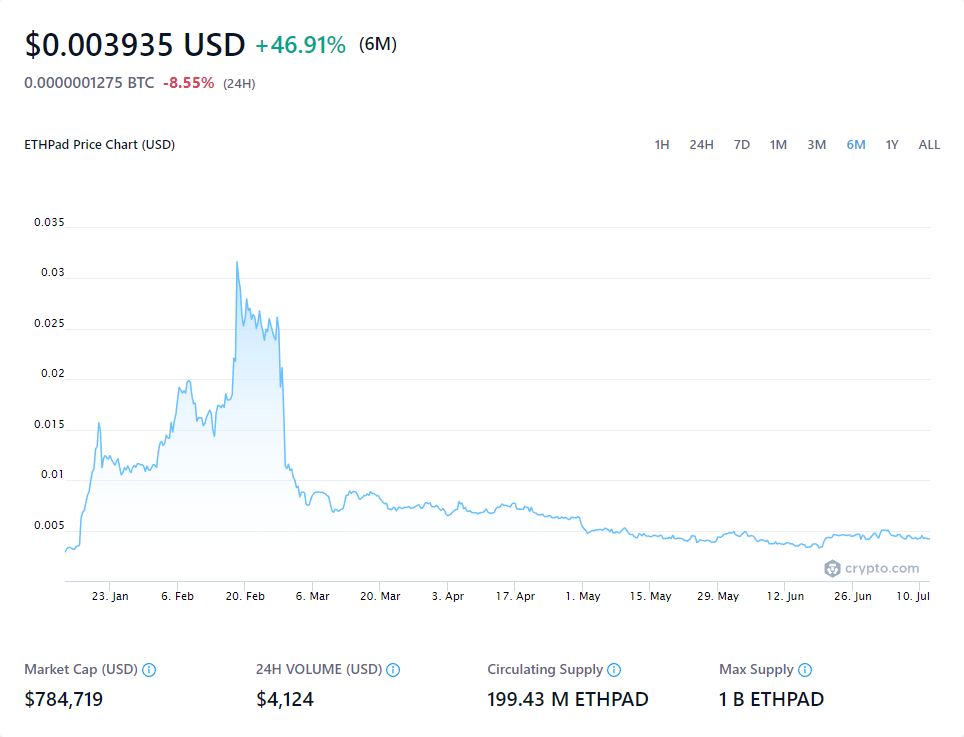 $0.003935 USD +46.91% (6M)
0.0000001275 BTC -8.55% (24H)
ETHPad Price Chart (USD) 1H 24H 7D 1M 3M 6M 1Y ALL
0.035
0.03
0.025
0.02
0.015
0.01
0.005
crypto.com
23. Jan 6. Feb 20. Feb 6. Mar 20. Mar 3. Apr 17. Apr 1. May 15. May 29. May 12. Jun 26. Jun 10. Jul
Market Cap (USD) 24H VOLUME (USD) Circulating Supply Max Supply
$784,719 $4,124 199.43 M ETHPAD 1 B ETHPAD